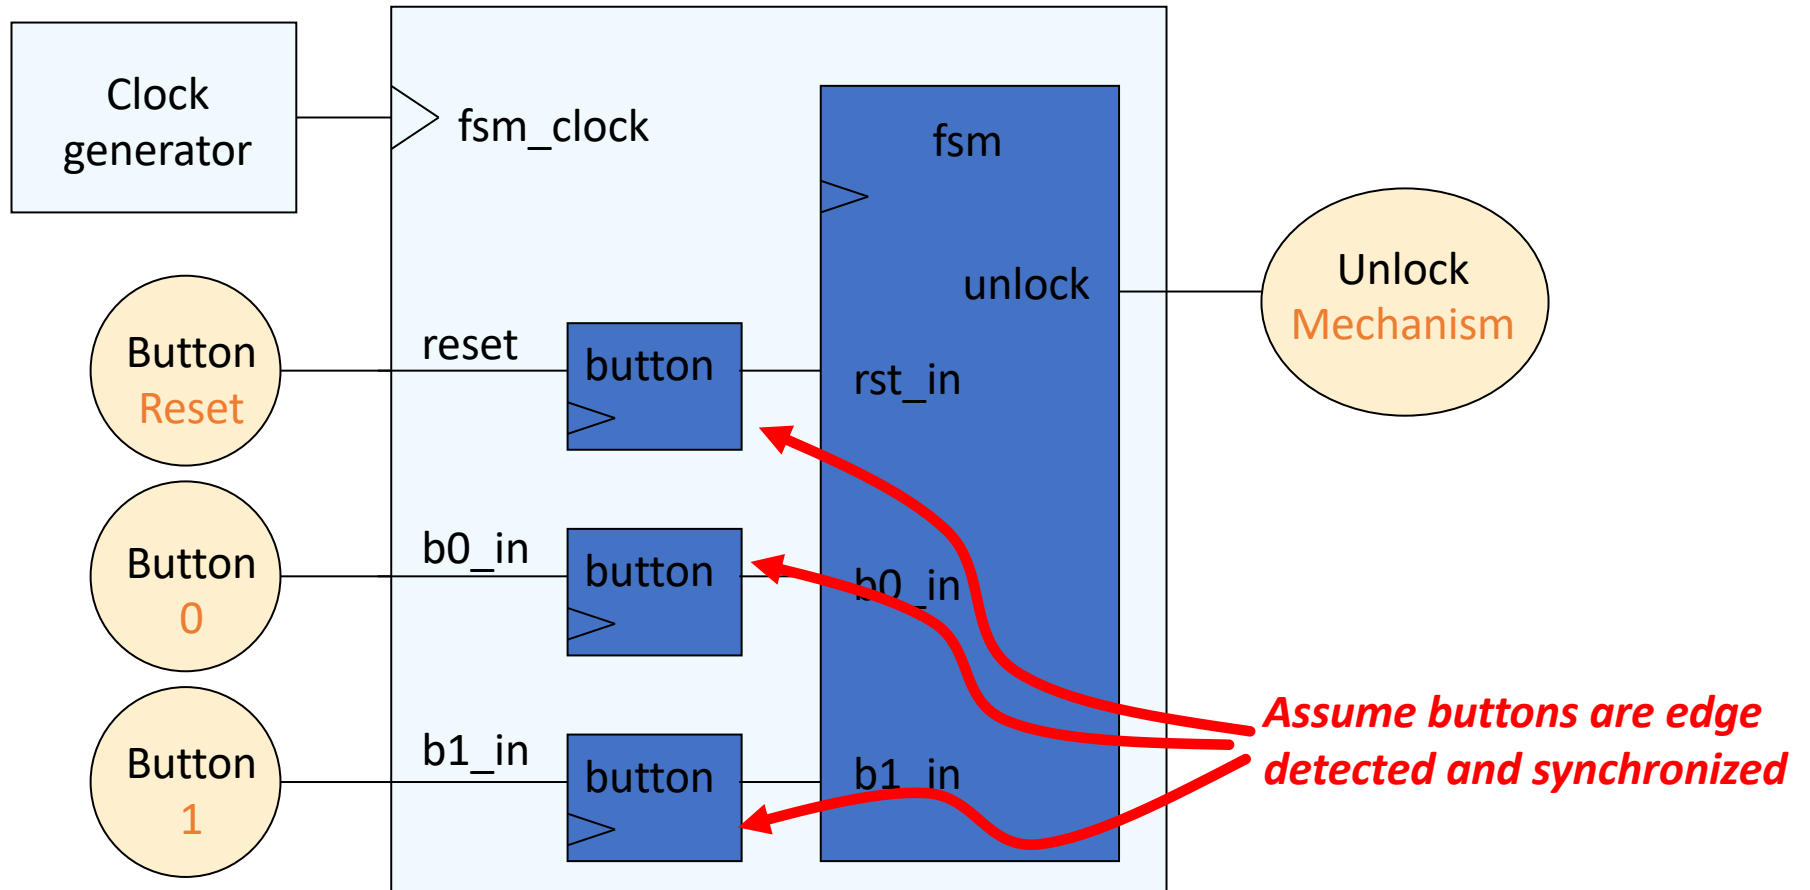 Clock
generator
fsm_clock
fsm
unlock
Unlock
Mechanism
Button
Reset
reset
button
rst_in
Button
0
b0_in
button
b0_in
Button
1
b1_in
button
b1_in
Assume buttons are edge
detected and synchronized